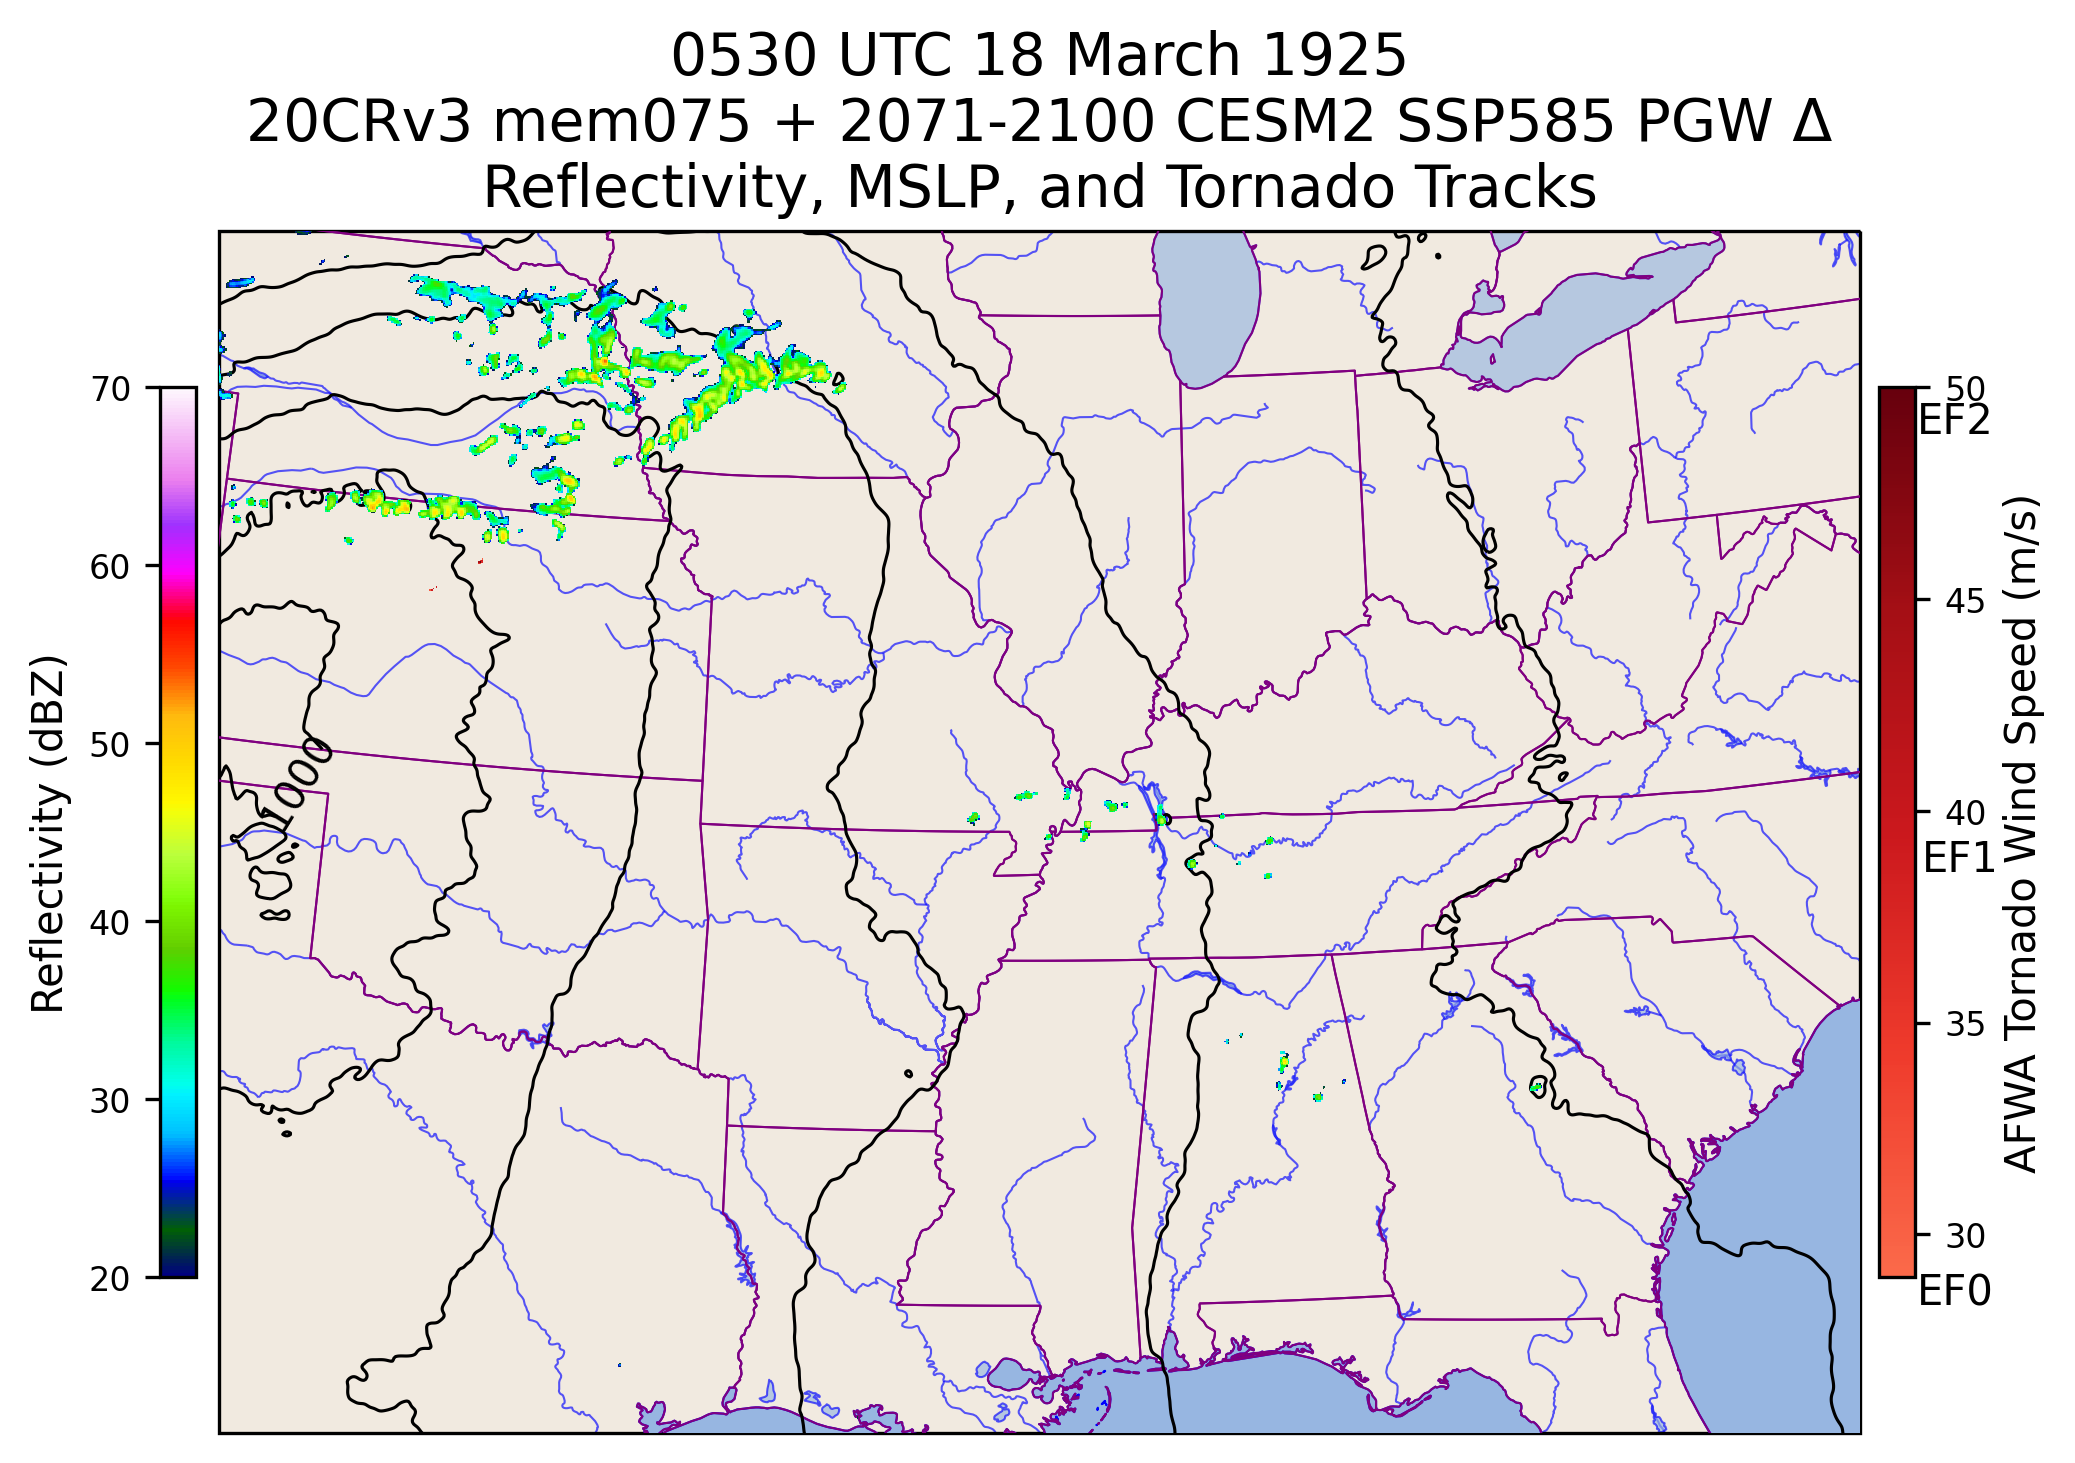 0530 UTC 18 March 1925
20CRv3 mem075 + 2071-2100 CESM2 SSP585 PGW Δ
Reflectivity, MSLP, and Tornado Tracks
Reflectivity (dBZ)
70
60
50
40
30
20
1000
50
EF2
45
40
EF1
35
30
EF0
AFWA Tornado Wind Speed (m/s)